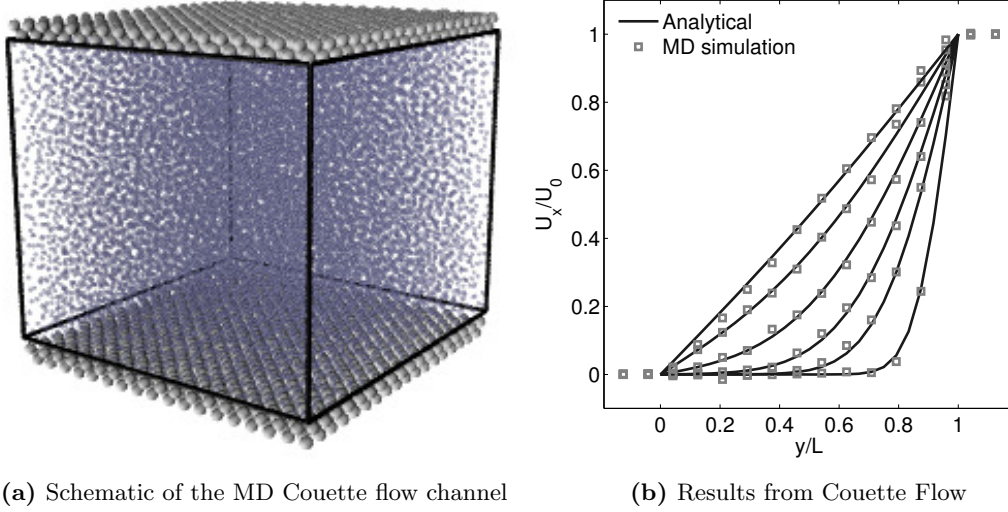 Analytical
MD simulation
1
0.8
0.6
0.4
0.2
0
U_x/U_0
0 0.2 0.4 0.6 0.8 1
y/L
(a) Schematic of the MD Couette flow channel
(b) Results from Couette Flow